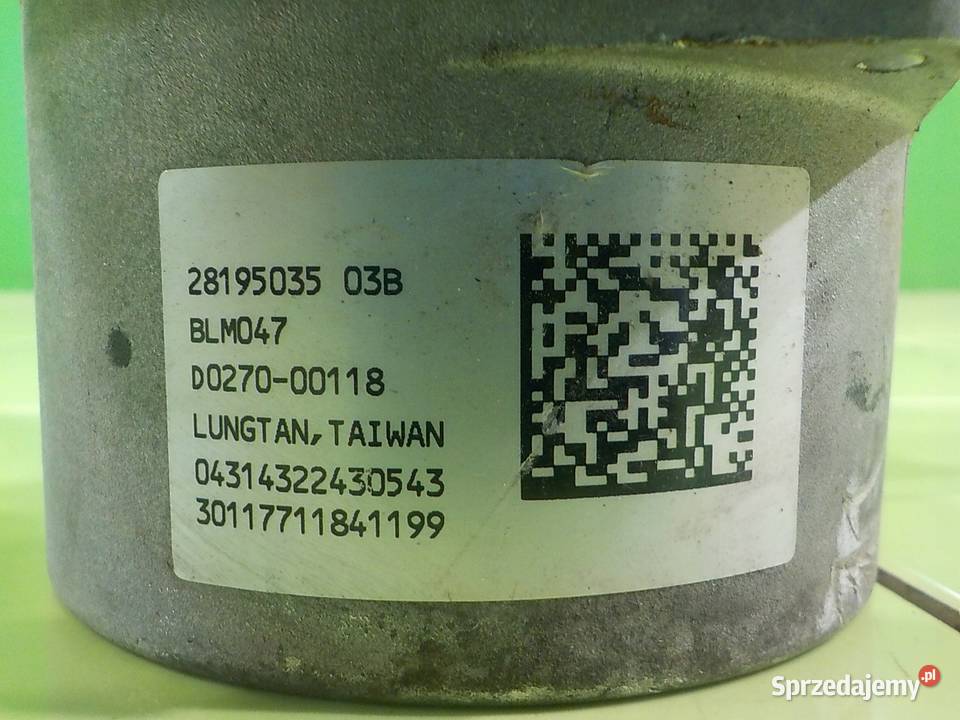 28195035 03B
BLM047
D0270-00118
LUNGTAN, TAIWAN
04314322430543
30117711841199
Sprzedajemy.pl